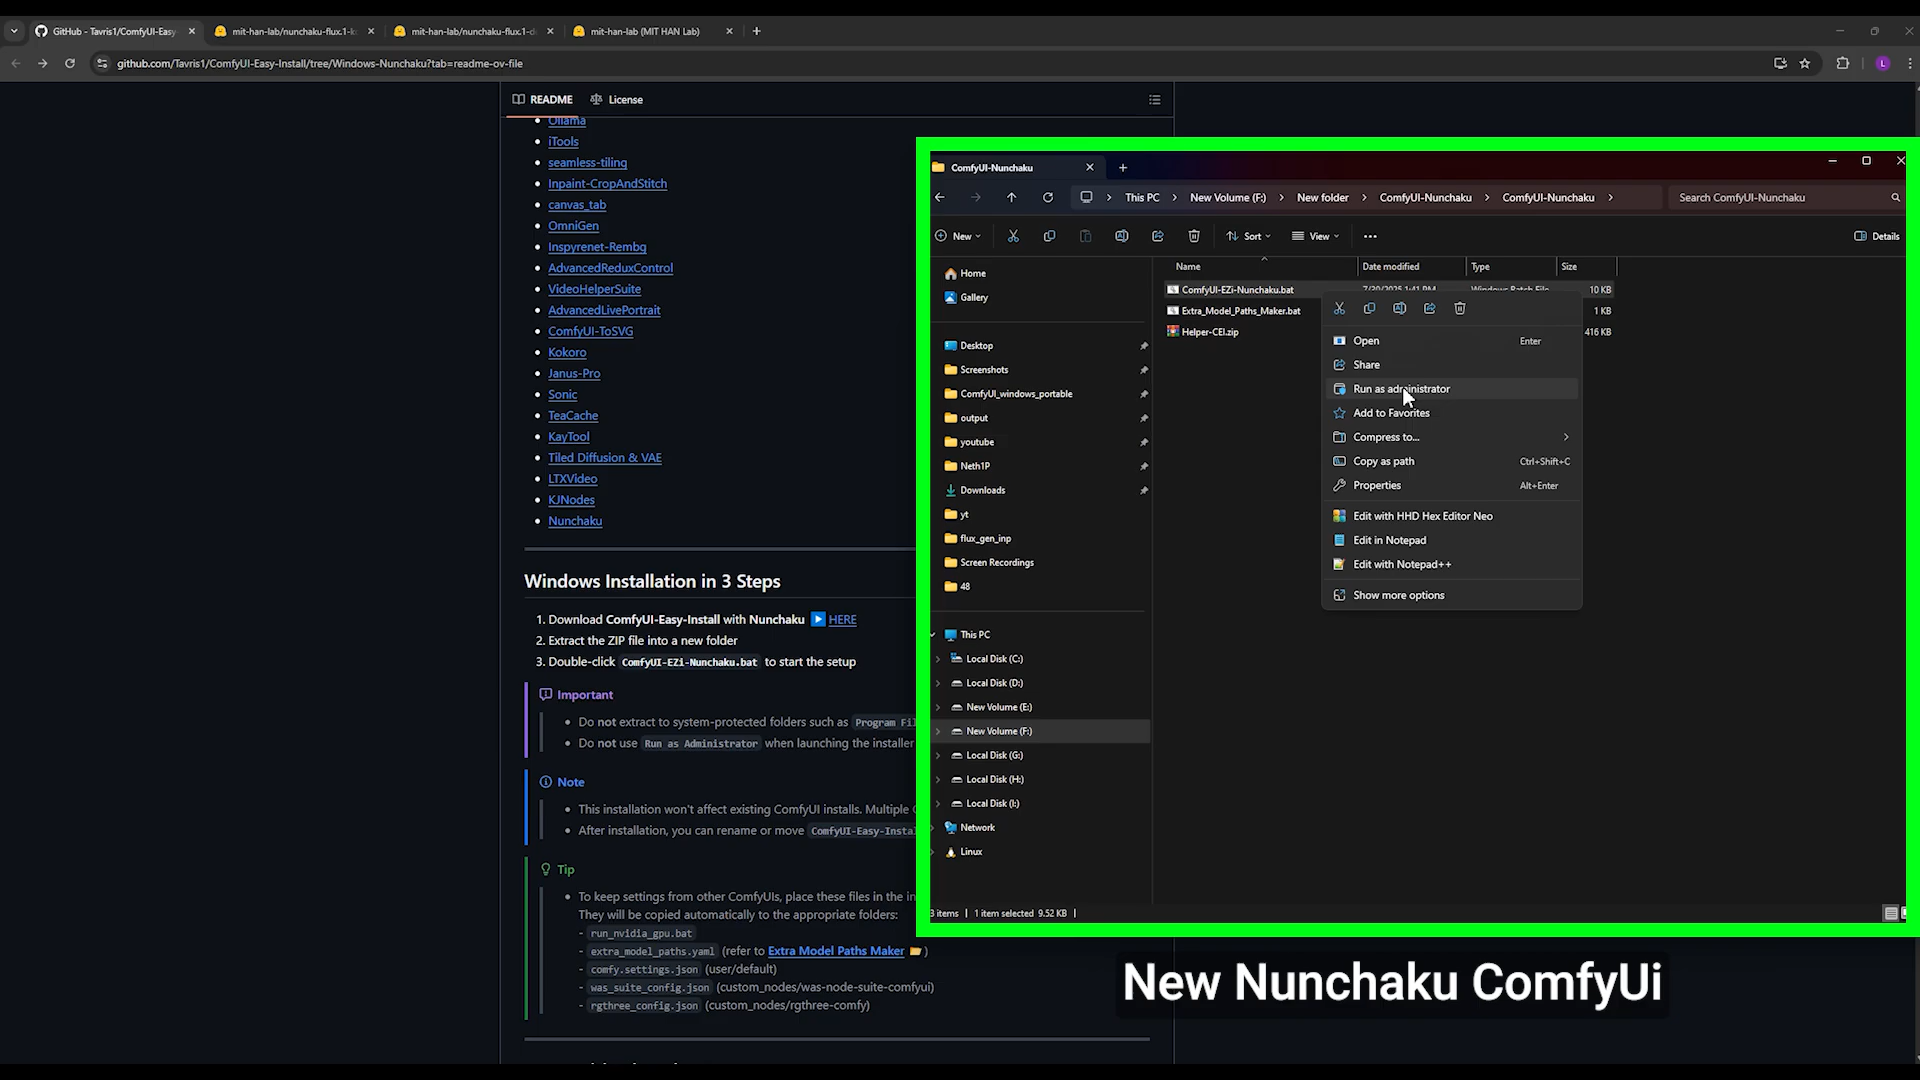 GitHub - Tavris1/ComfyUI-Easy-
mit-han-lab/nunchaku-flux.1-k
mit-han-lab/nunchaku-flux.1-d
mit-han-lab (MIT HAN Lab)
github.com/Tavris1/ComfyUI-Easy-Install/tree/Windows-Nunchaku?tab=readme-ov-file
L
README
License
Ollama
iTools
seamless-tiling
Inpaint-CropAndStitch
canvas_tab
OmniGen
Inspyrenet-Rembg
AdvancedReduxControl
VideoHelperSuite
AdvancedLivePortrait
ComfyUI-ToSVG
Kokoro
Janus-Pro
Sonic
TeaCache
KayTool
Tiled Diffusion & VAE
LTXVideo
KJNodes
Nunchaku
Windows Installation in 3 Steps
1. Download ComfyUI-Easy-Install with Nunchaku HERE
2. Extract the ZIP file into a new folder
3. Double-click ComfyUI-EZi-Nunchaku.bat to start the setup
Important
Do not extract to system-protected folders such as Program Fil
Do not use Run as Administrator when launching the installer
Note
This installation won't affect existing ComfyUI installs. Multiple
After installation, you can rename or move ComfyUI-Easy-Instal
Tip
To keep settings from other ComfyUIs, place these files in the in
They will be copied automatically to the appropriate folders:
- run_nvidia_gpu.bat
- extra_model_paths.yaml (refer to Extra Model Paths Maker )
- comfy.settings.json (user/default)
- was_suite_config.json (custom_nodes/was-node-suite-comfyui)
- rgthree_config.json (custom_nodes/rgthree-comfy)
ComfyUI-Nunchaku
This PC > New Volume (F:) > New folder > ComfyUI-Nunchaku > ComfyUI-Nunchaku >
Search ComfyUI-Nunchaku
New
Sort
View
Details
Home
Gallery
Desktop
Screenshots
ComfyUI_windows_portable
output
youtube
Neth1P
Downloads
yt
flux_gen_inp
Screen Recordings
48
This PC
Local Disk (C:)
Local Disk (D:)
New Volume (E:)
New Volume (F:)
Local Disk (G:)
Local Disk (H:)
Local Disk (I:)
Network
Linux
Name Date modified Type Size
ComfyUI-EZi-Nunchaku.bat 7/30/2025 1:41 PM Windows Batch File 10 KB
Extra_Model_Paths_Maker.bat 1 KB
Helper-CEI.zip 416 KB
Open Enter
Share
Run as administrator
Add to Favorites
Compress to...
Copy as path Ctrl+Shift+C
Properties Alt+Enter
Edit with HHD Hex Editor Neo
Edit in Notepad
Edit with Notepad++
Show more options
3 items 1 item selected 9.52 KB
New Nunchaku ComfyUi